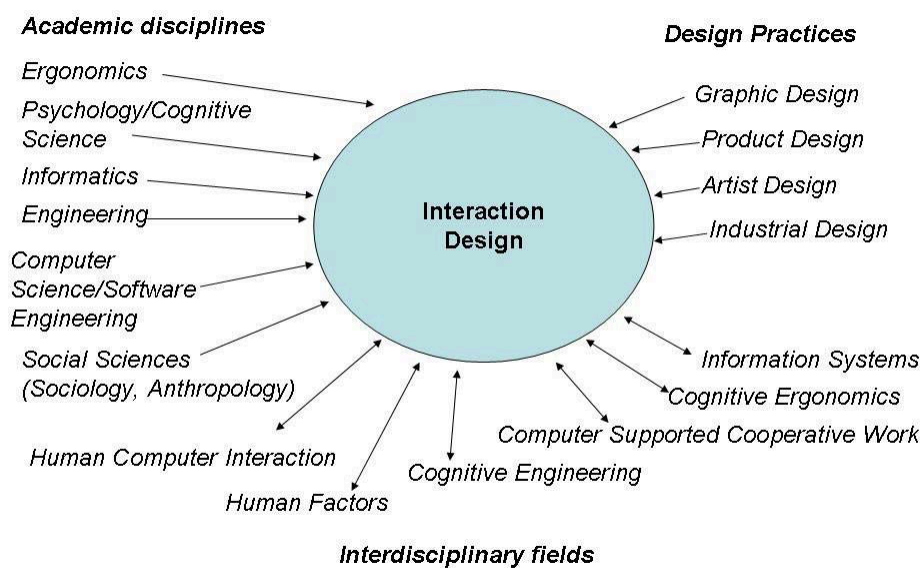 Academic disciplines
Ergonomics
Psychology/Cognitive
Science
Informatics
Engineering
Computer
Science/Software
Engineering
Social Sciences
(Sociology, Anthropology)
Design Practices
Graphic Design
Product Design
Artist Design
Industrial Design
Interaction
Design
Information Systems
Cognitive Ergonomics
Computer Supported Cooperative Work
Human Computer Interaction
Cognitive Engineering
Human Factors
Interdisciplinary fields